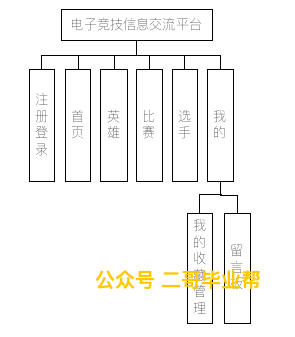 电子竞技信息交流平台
注册登录
首页
英雄
比赛
选手
我的
我的收藏管理
留言板
公众号 二哥毕业帮